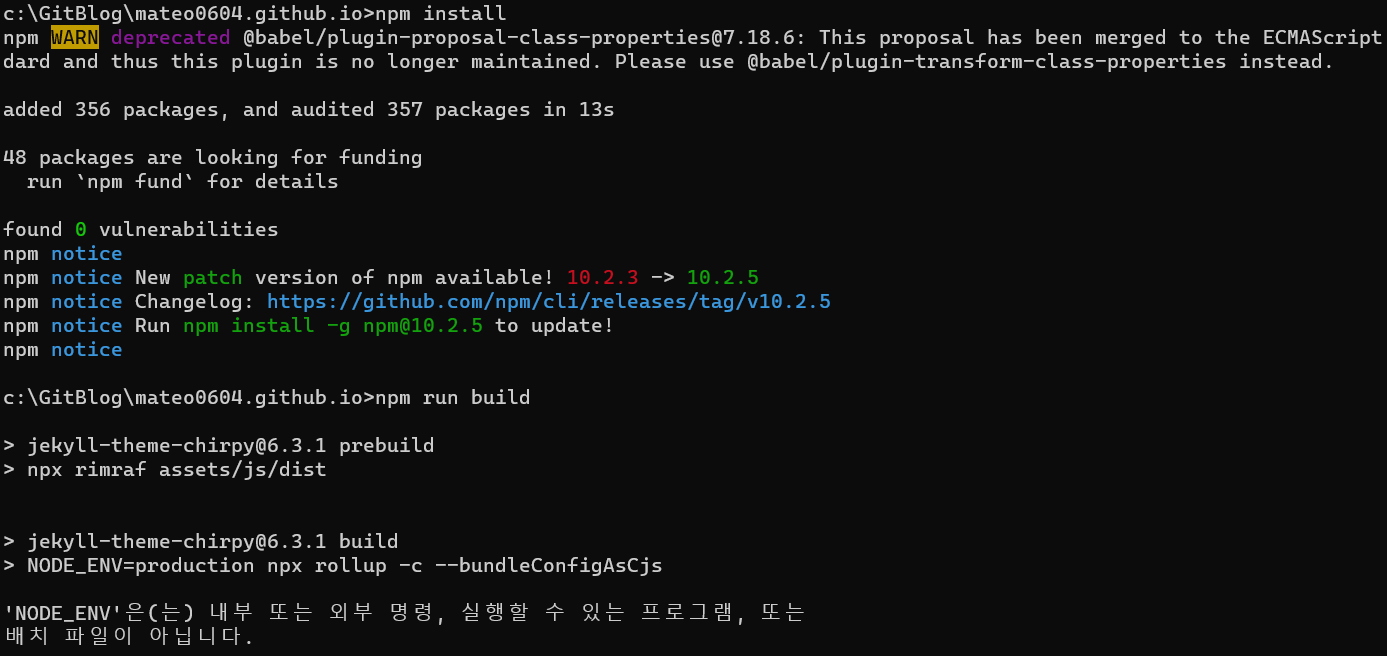 c:\GitBlog\mateo0604.github.io>npm install
npm WARN deprecated @babel/plugin-proposal-class-properties@7.18.6: This proposal has been merged to the ECMAScript
dard and thus this plugin is no longer maintained. Please use @babel/plugin-transform-class-properties instead.
added 356 packages, and audited 357 packages in 13s
48 packages are looking for funding
  run `npm fund` for details
found 0 vulnerabilities
npm notice
npm notice New patch version of npm available! 10.2.3 -> 10.2.5
npm notice Changelog: https://github.com/npm/cli/releases/tag/v10.2.5
npm notice Run npm install -g npm@10.2.5 to update!
npm notice
c:\GitBlog\mateo0604.github.io>npm run build
> jekyll-theme-chirpy@6.3.1 prebuild
> npx rimraf assets/js/dist
> jekyll-theme-chirpy@6.3.1 build
> NODE_ENV=production npx rollup -c --bundleConfigAsCjs
'NODE_ENV'은(는) 내부 또는 외부 명령, 실행할 수 있는 프로그램, 또는
배치 파일이 아닙니다.